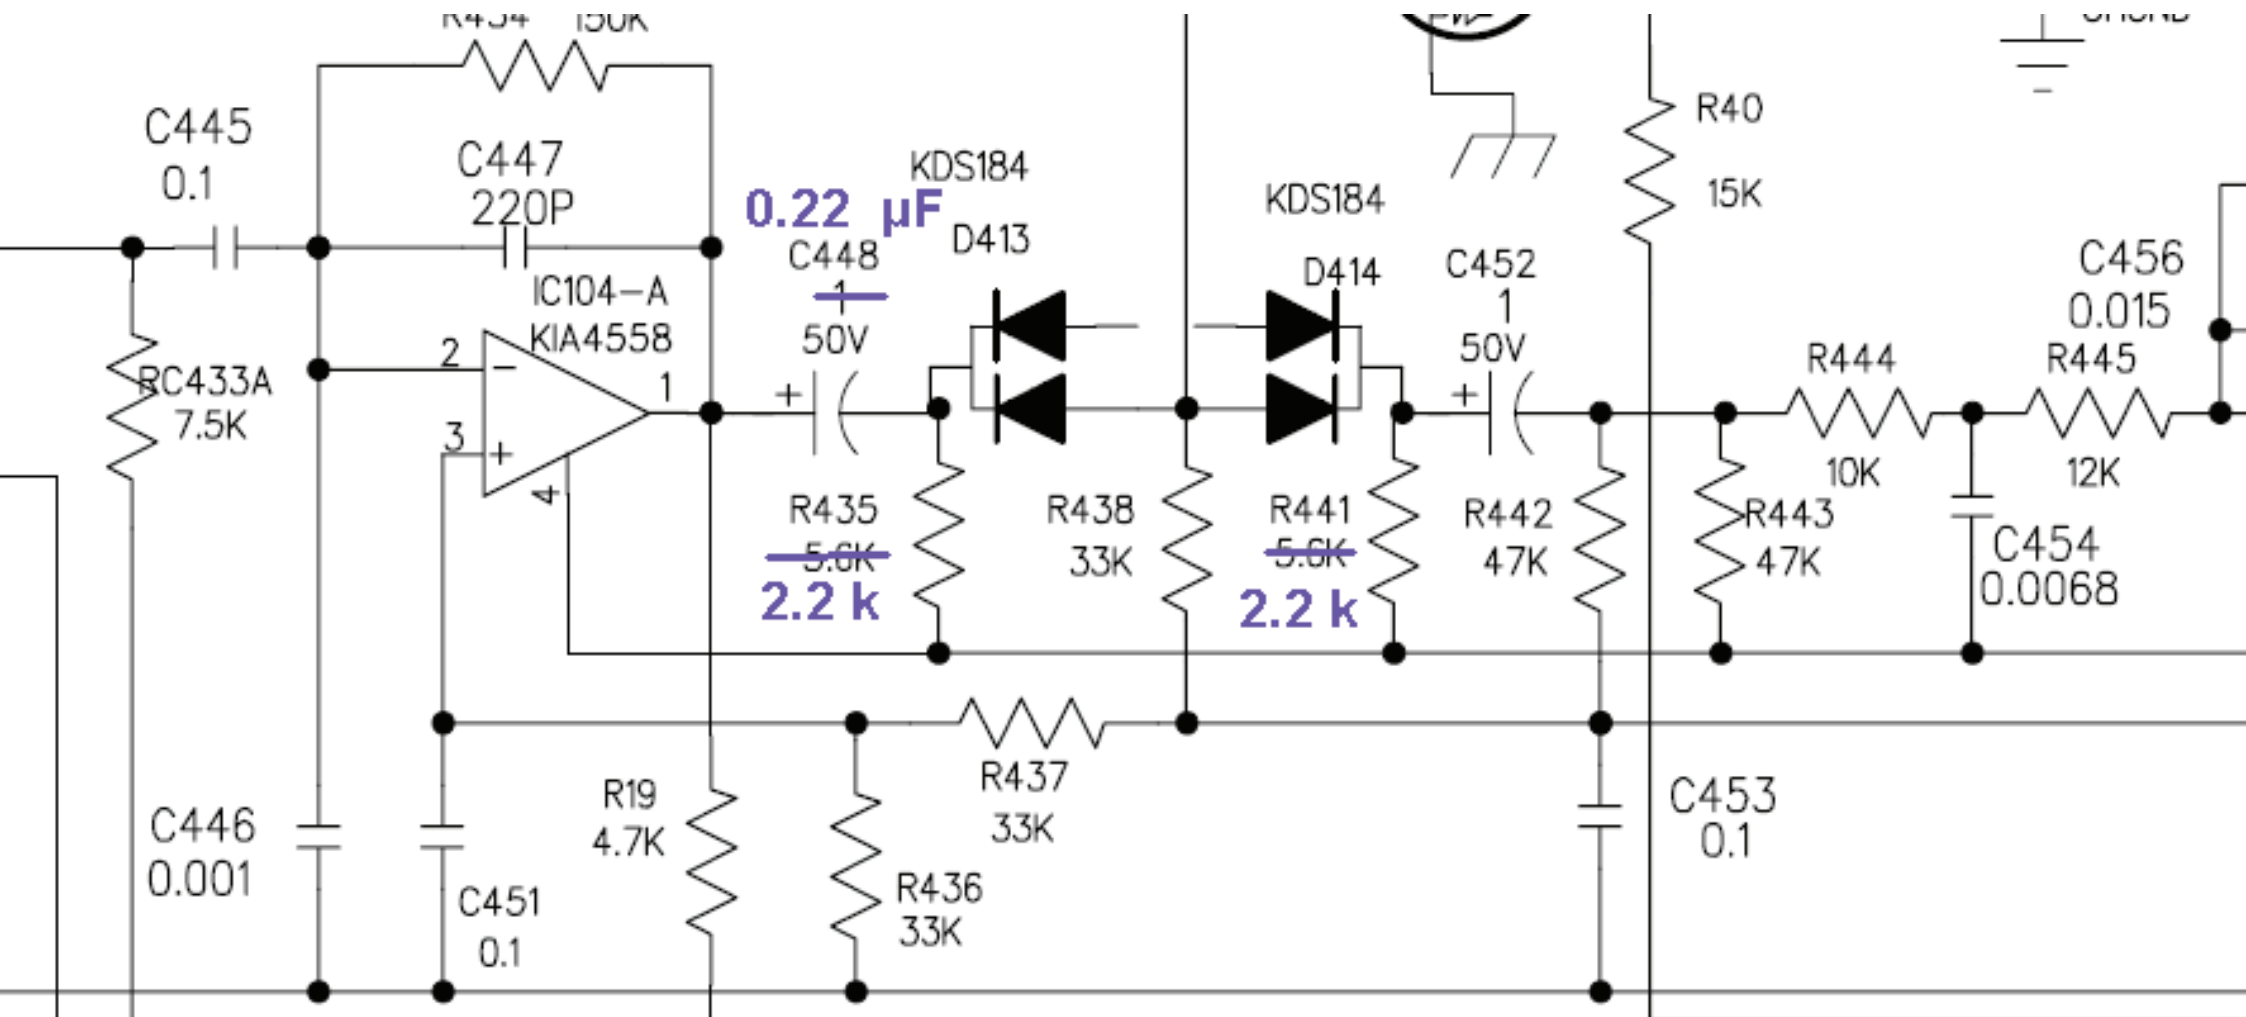 R434 150K
GROUND
C445
0.1
C447
220P
0.22 µF
C448
1
50V
KDS184
D413
KDS184
D414
C452
1
50V
R40
15K
C456
0.015
IC104-A
KIA4558
2
−
3
+
1
4
+
+
RC433A
7.5K
R444
10K
R445
12K
R435
5.6K
2.2 k
R438
33K
R441
5.6K
2.2 k
R442
47K
R443
47K
C454
0.0068
R437
33K
R19
4.7K
R436
33K
C446
0.001
C451
0.1
C453
0.1